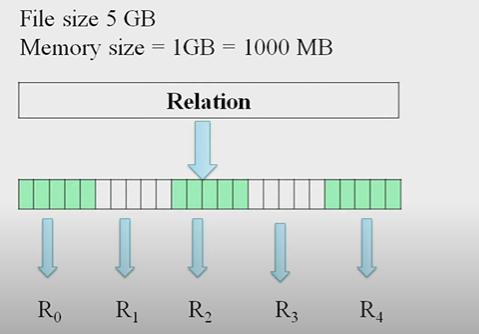 File size 5 GB
Memory size = 1GB = 1000 MB
Relation
R0 R1 R2 R3 R4